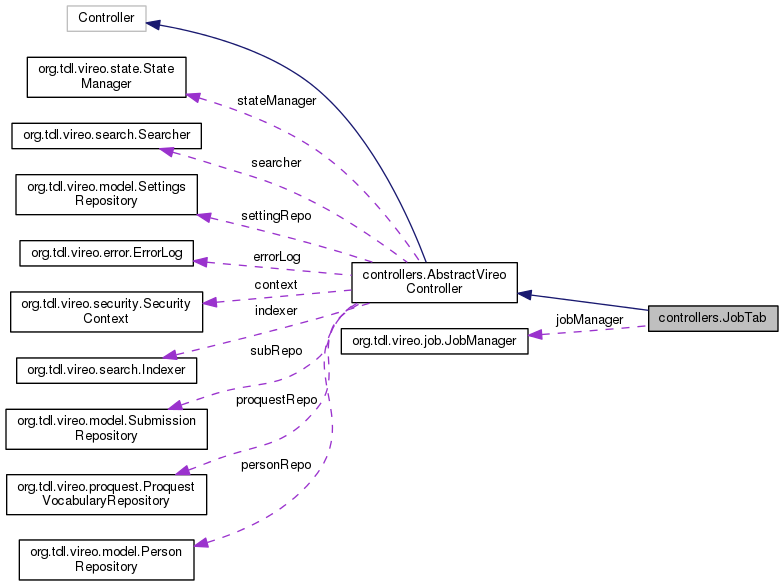 Controller
org.tdl.vireo.state.State
Manager
stateManager
org.tdl.vireo.search.Searcher
searcher
org.tdl.vireo.model.Settings
Repository
settingRepo
org.tdl.vireo.error.ErrorLog
errorLog
controllers.AbstractVireo
Controller
context
org.tdl.vireo.security.Security
Context
indexer
jobManager
controllers.JobTab
org.tdl.vireo.job.JobManager
subRepo
org.tdl.vireo.search.Indexer
proquestRepo
org.tdl.vireo.model.Submission
Repository
personRepo
org.tdl.vireo.proquest.Proquest
VocabularyRepository
org.tdl.vireo.model.Person
Repository